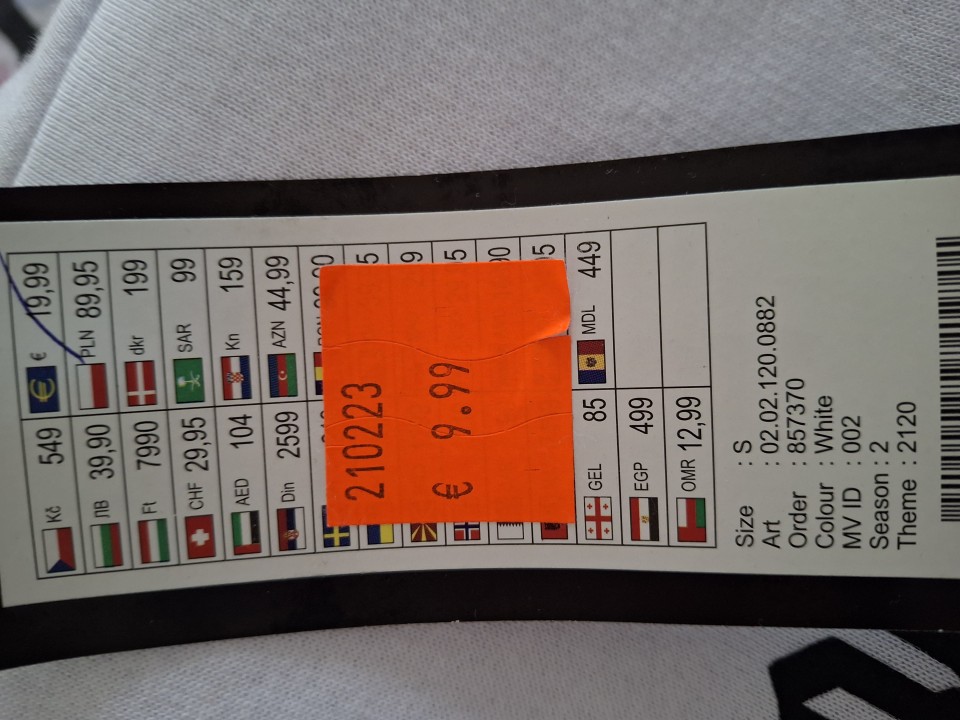 Kč 549 € 19,99
ЛВ 39,90 PLN 89,95
Ft 7990 dkr 199
CHF 29,95 SAR 99
AED 104 Kn 159
Din 2599 AZN 44,99
210223
€ 9.99
GEL 85 MDL 449
EGP 499
OMR 12,99
Size : S
Art : 02.02.120.0882
Order : 857370
Colour : White
MV ID : 002
Season : 2
Theme : 2120